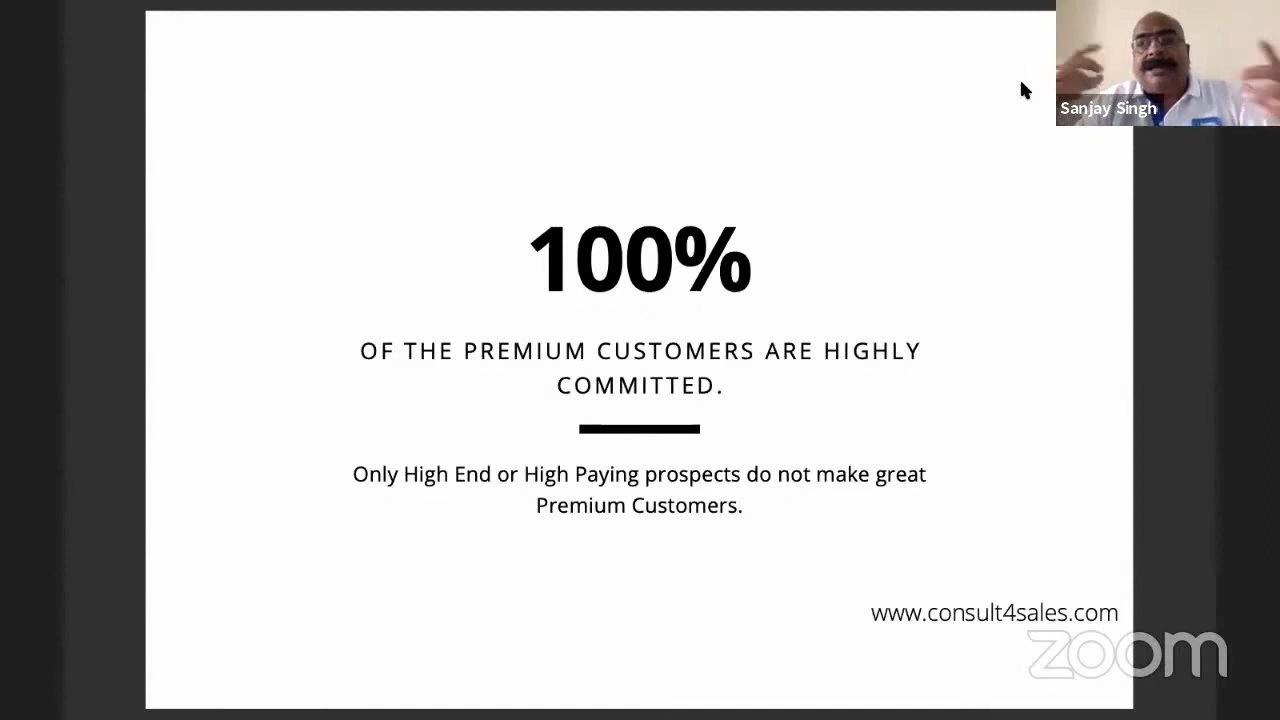 Sanjay Singh
100%
OF THE PREMIUM CUSTOMERS ARE HIGHLY
COMMITTED.
Only High End or High Paying prospects do not make great
Premium Customers.
www.consult4sales.com
zoom